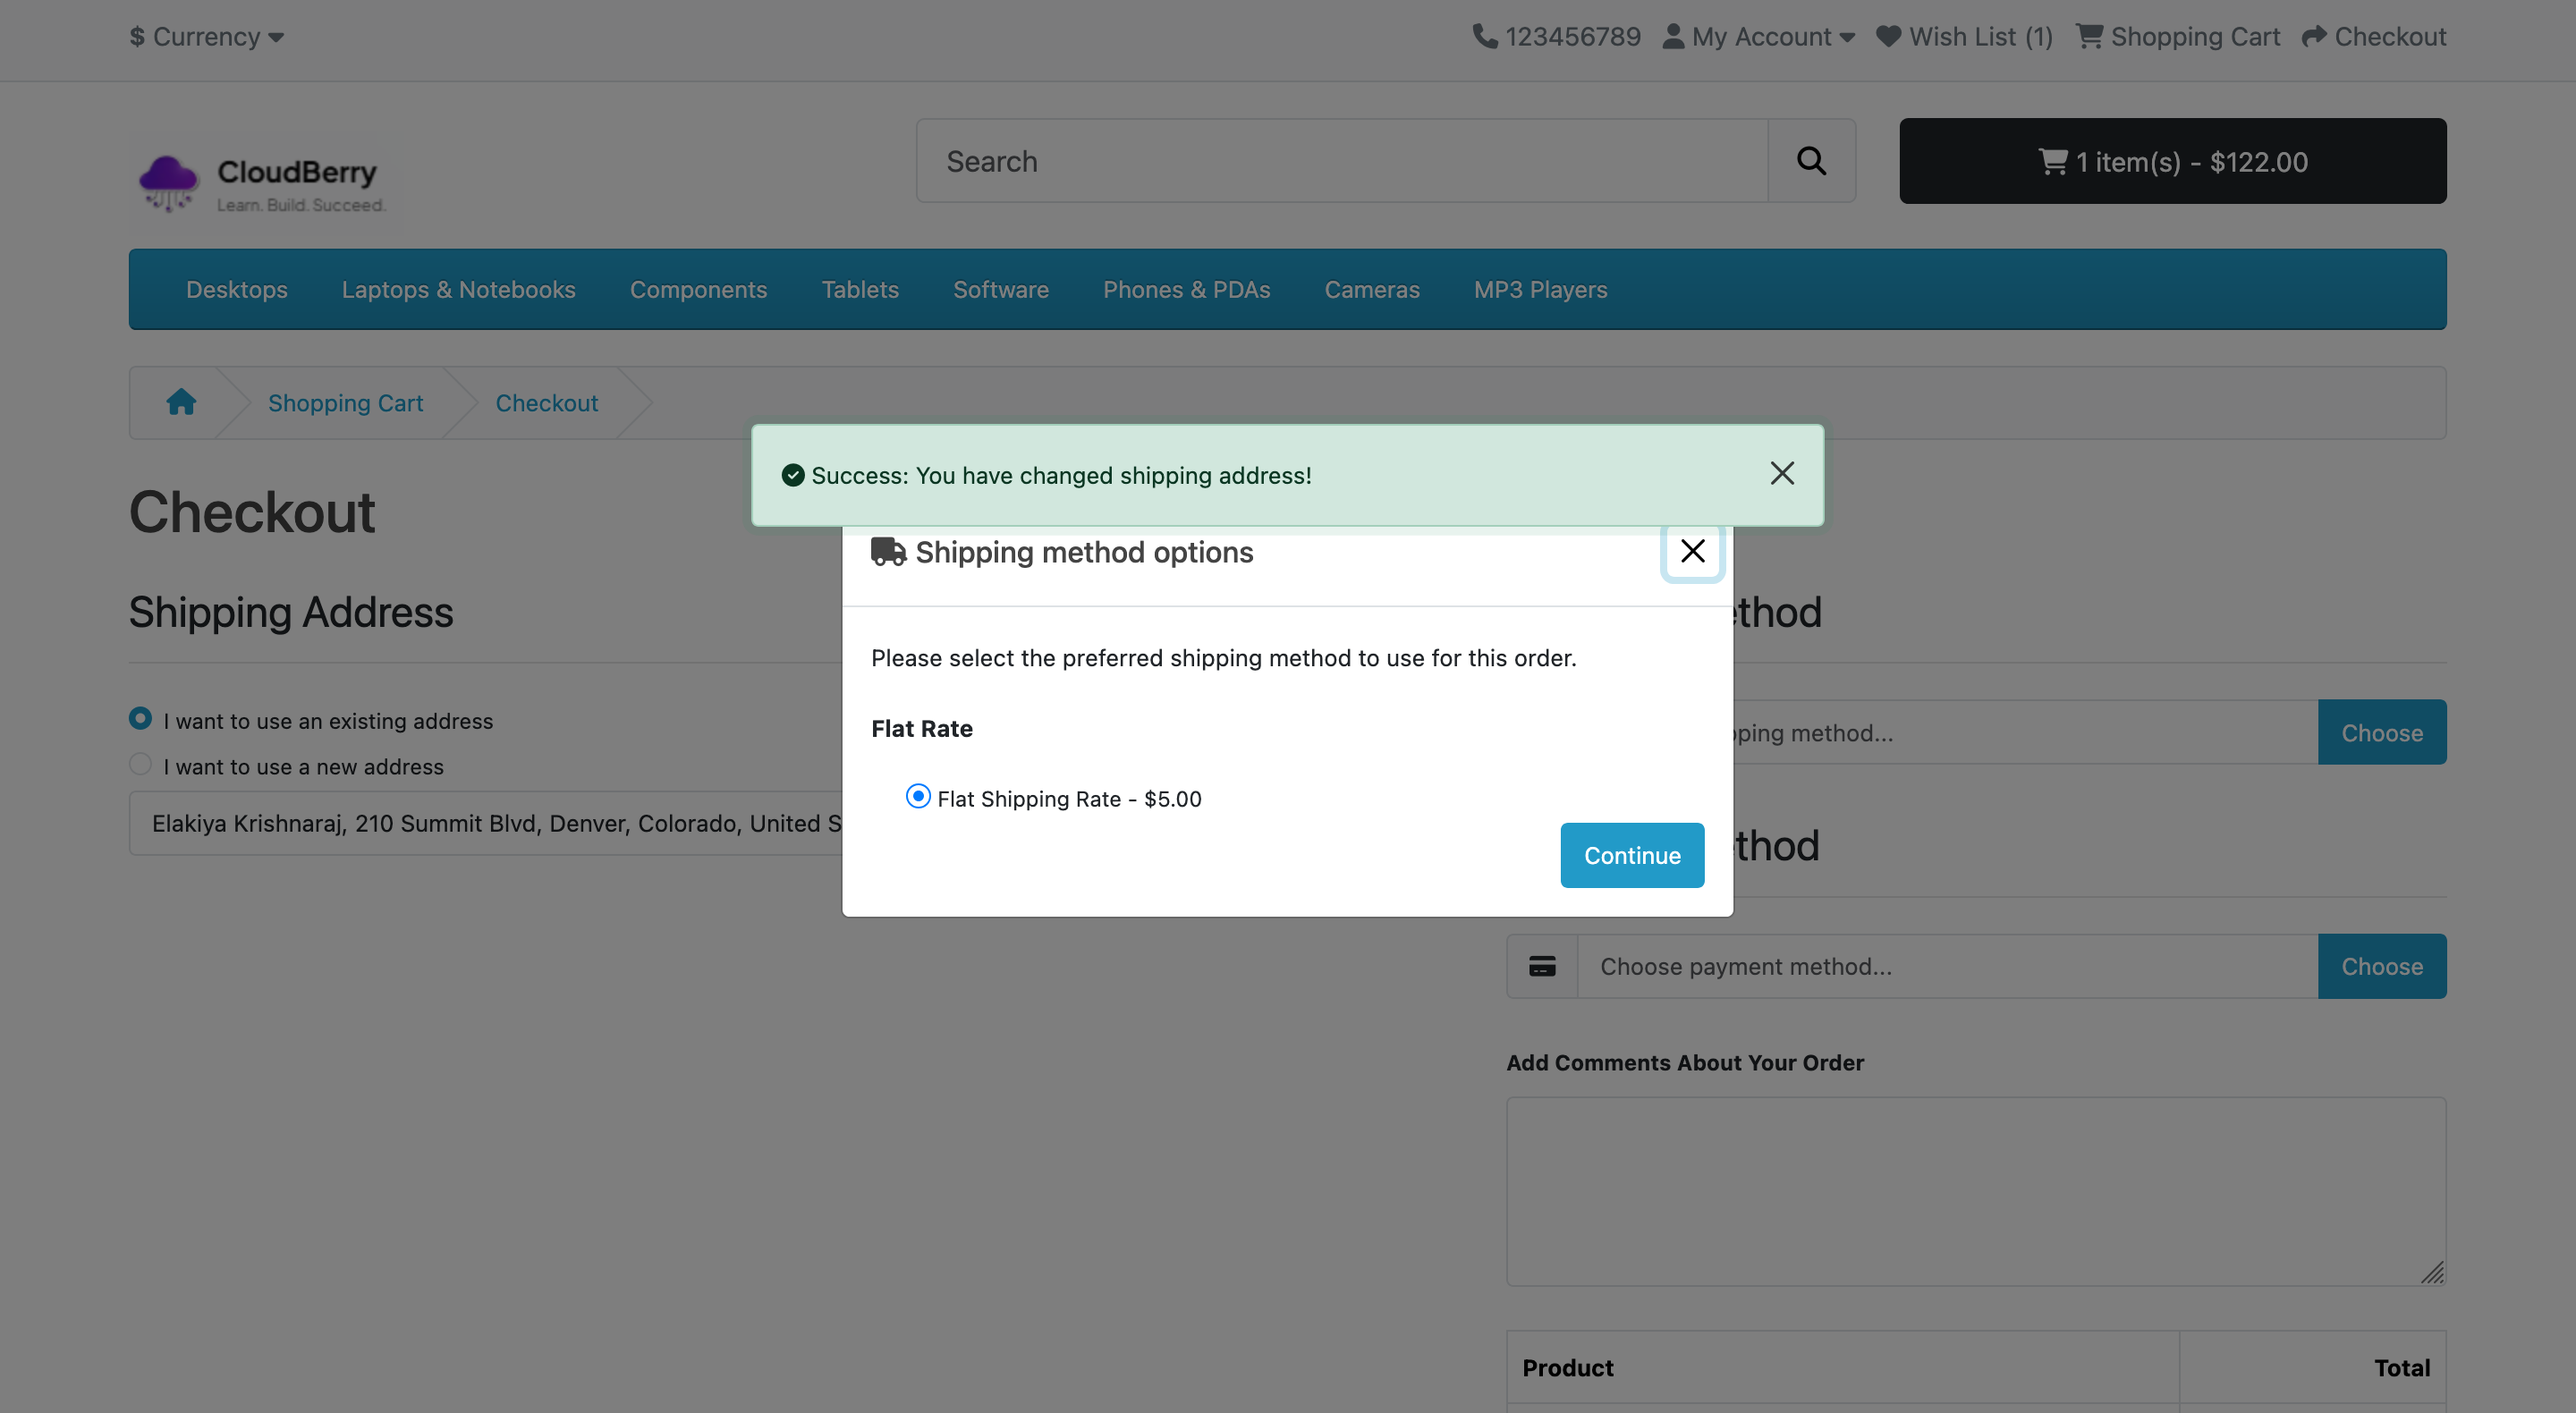 $ Currency
123456789 My Account Wish List (1) Shopping Cart Checkout
CloudBerry
Learn. Build. Succeed.
Search
1 item(s) - $122.00
Desktops Laptops & Notebooks Components Tablets Software Phones & PDAs Cameras MP3 Players
Shopping Cart Checkout
Success: You have changed shipping address!
Checkout
Shipping method options
Shipping Address
Please select the preferred shipping method to use for this order.
Flat Rate
Flat Shipping Rate - $5.00
Continue
I want to use an existing address
I want to use a new address
Elakiya Krishnaraj, 210 Summit Blvd, Denver, Colorado, United S
thod
pping method...
Choose
thod
Choose payment method...
Choose
Add Comments About Your Order
Product Total